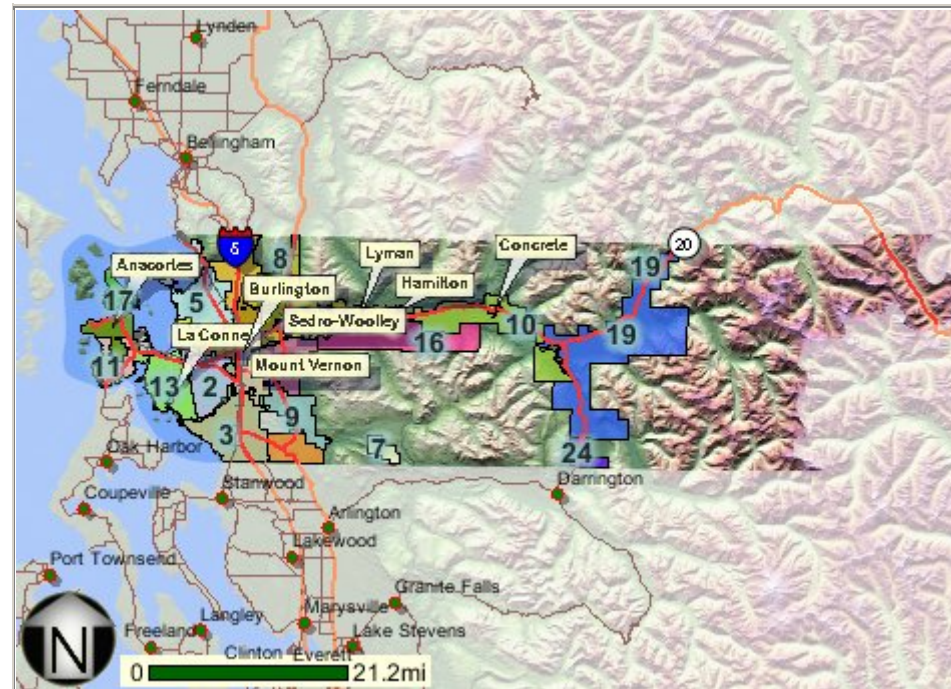 Lynden
Ferndale
Bellingham
5
8
20
Concrete
Lyman
19
Anacortes
Hamilton
Burlington
17
5
Sedro-Woolley
10
19
La Conne
16
11
Mount Vernon
13
2
9
3
7
24
Oak Harbor
Darrington
Stanwood
Coupeville
Arlington
Lakewood
Port Townsend
Granite Falls
Marysville
Langley
Freeland
Lake Stevens
Clinton
Everett
N
0
21.2mi